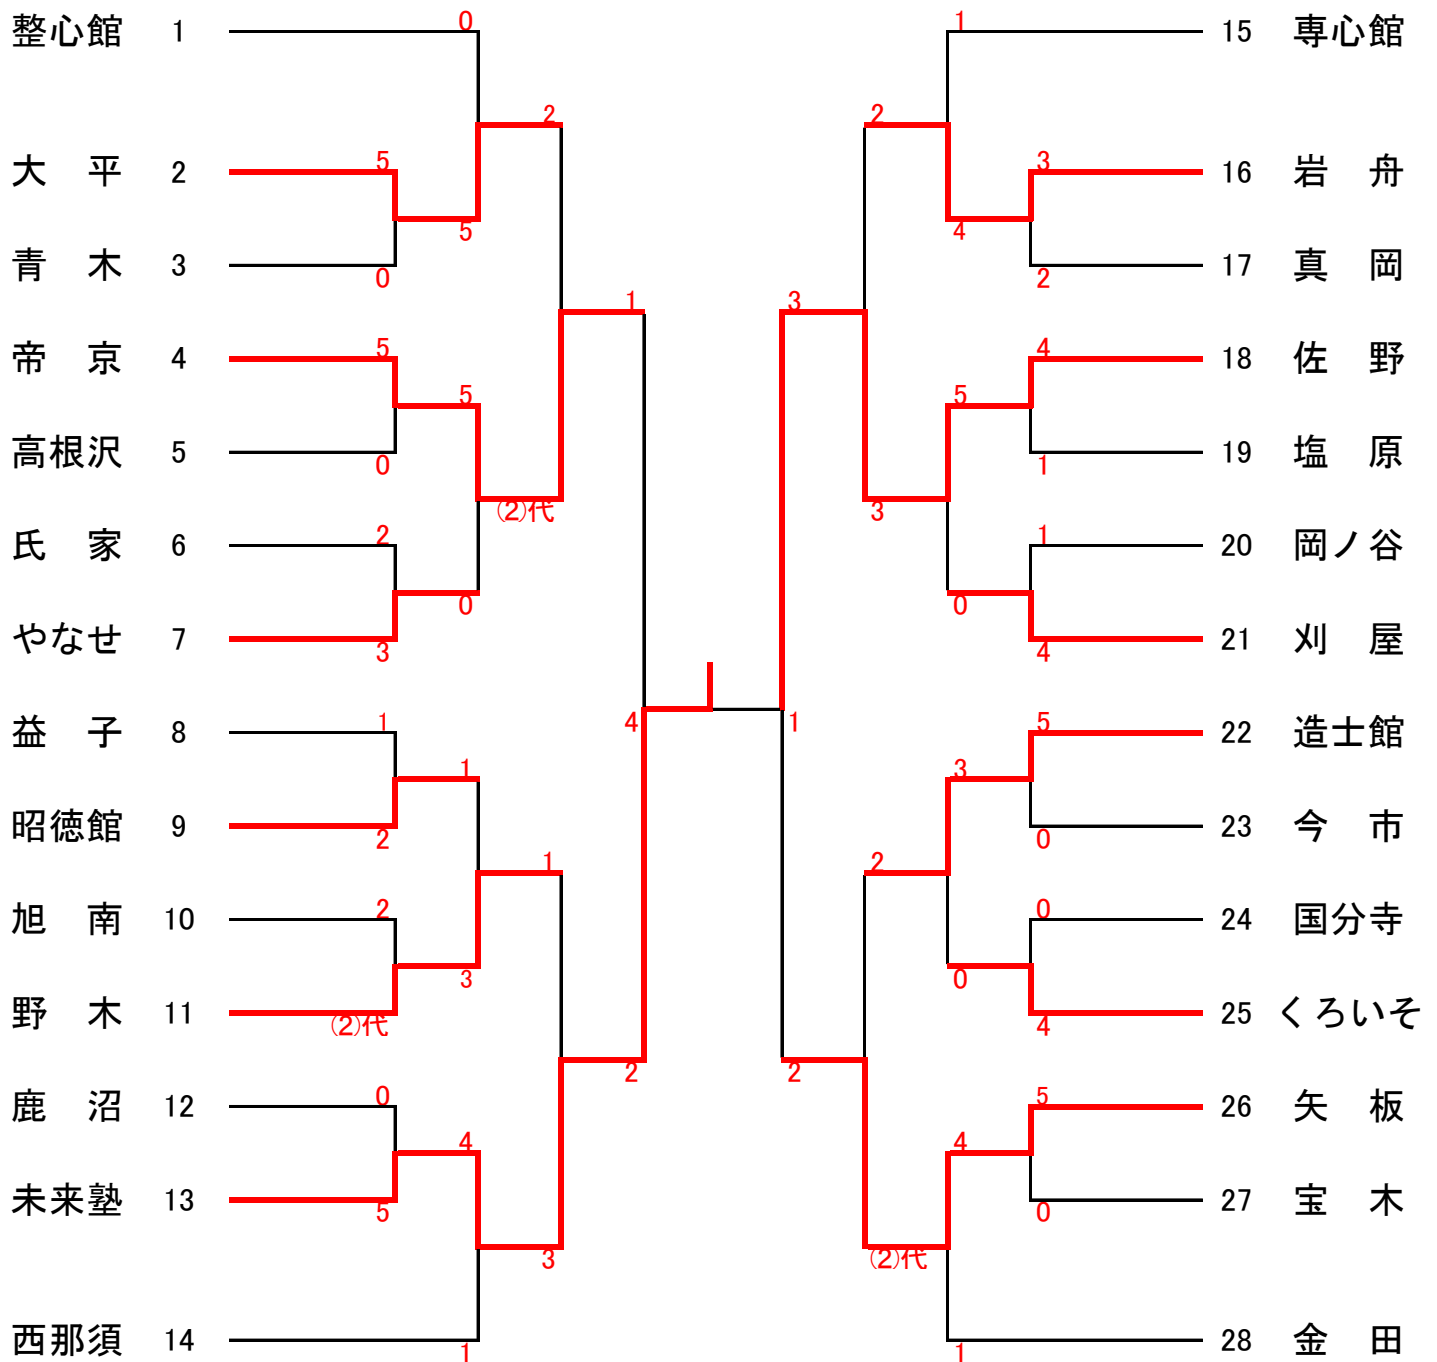 整心館 1 0 1 15 専心館
2 2
大 平 2 5 3 16 岩 舟
5 4
青 木 3 0 2 17 真 岡
1 3
帝 京 4 5 4 18 佐 野
5 5
高根沢 5 0 1 19 塩 原
(2)代 3
氏 家 6 2 1 20 岡ノ谷
0 0
やなせ 7 3 4 21 刈 屋
4 1
益 子 8 1 5 22 造士館
1 3
昭徳館 9 2 0 23 今 市
1 2
旭 南 10 2 0 24 国分寺
3 0
野 木 11 (2)代 4 25 くろいそ
2 2
鹿 沼 12 0 5 26 矢 板
4 4
未来塾 13 5 0 27 宝 木
3 (2)代
西那須 14 1 1 28 金 田